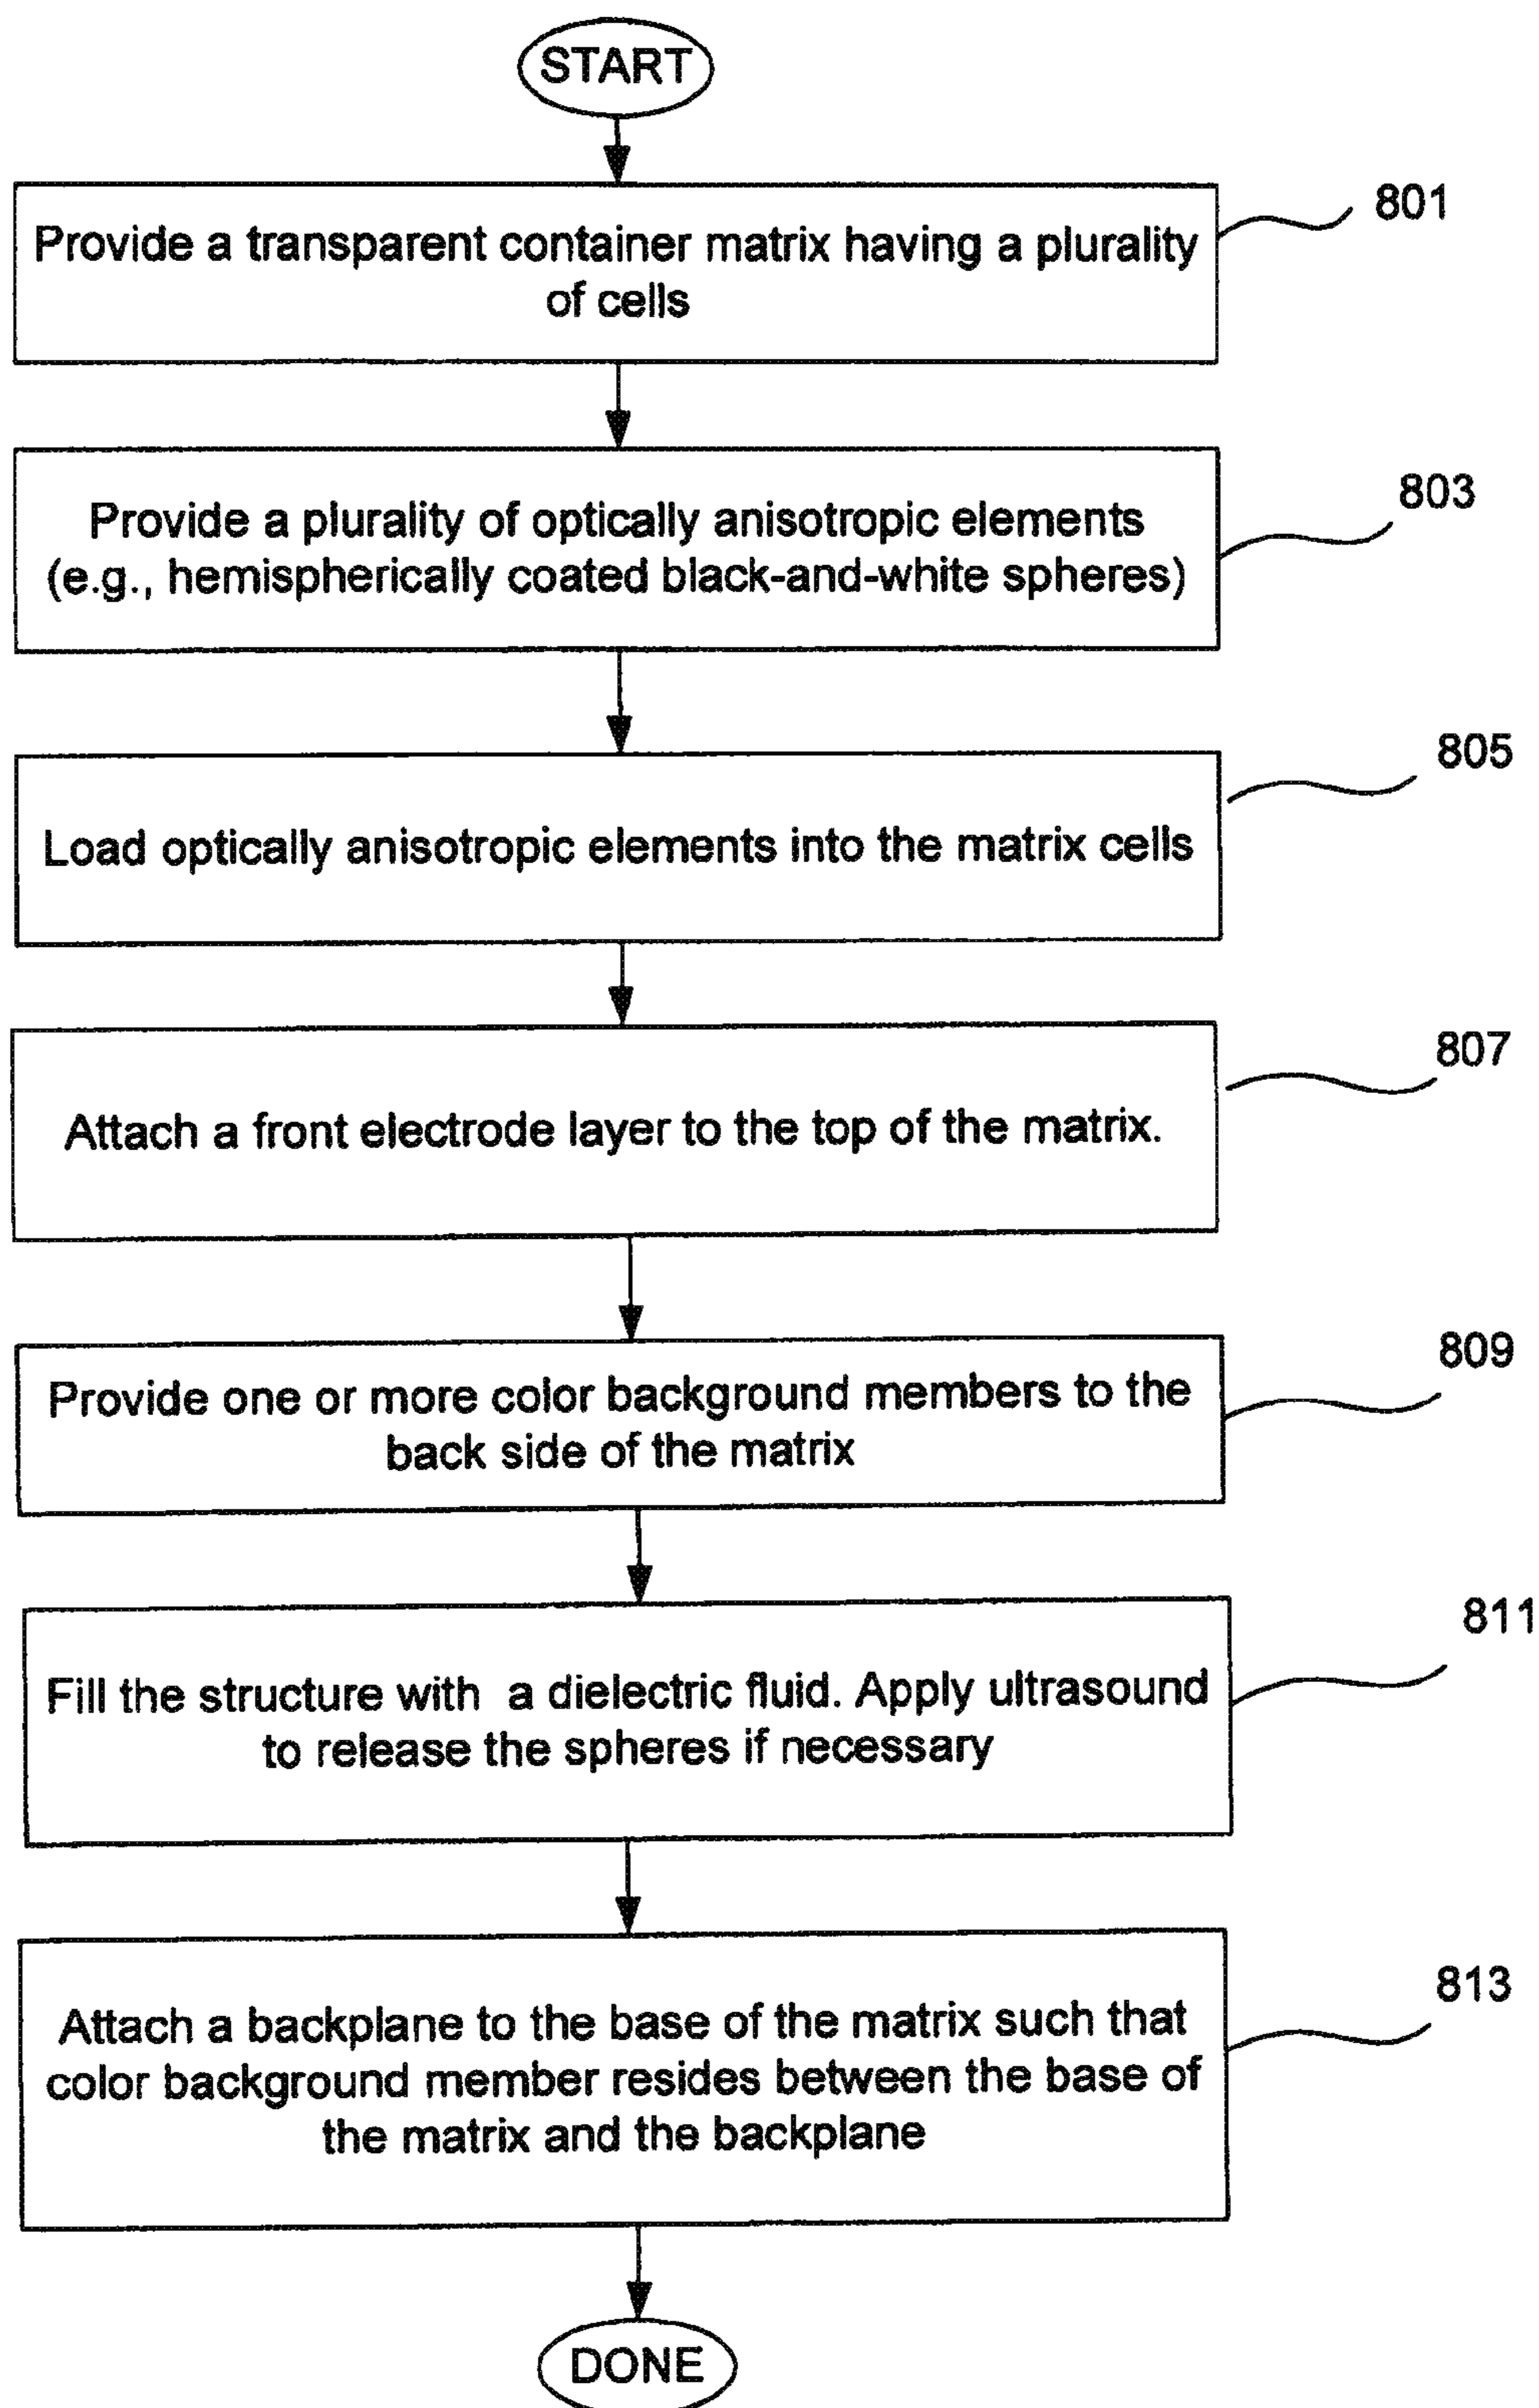 START
801
Provide a transparent container matrix having a plurality
of cells
803
Provide a plurality of optically anisotropic elements
(e.g., hemispherically coated black-and-white spheres)
805
Load optically anisotropic elements into the matrix cells
807
Attach a front electrode layer to the top of the matrix.
809
Provide one or more color background members to the
back side of the matrix
811
Fill the structure with a dielectric fluid. Apply ultrasound
to release the spheres if necessary
813
Attach a backplane to the base of the matrix such that
color background member resides between the base of
the matrix and the backplane
DONE